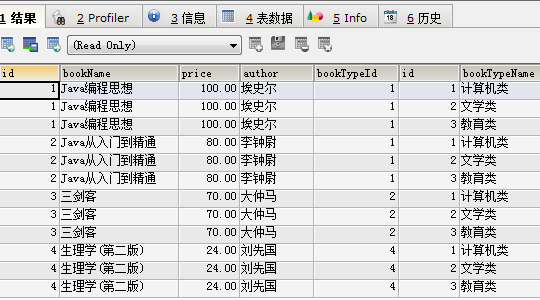 1 结果 2 Profiler 3 信息 4 表数据 5 Info 6 历史
(Read Only)
id bookName price author bookTypeId id bookTypeName
1 Java编程思想 100.00 埃史尔 1 1 计算机类
1 Java编程思想 100.00 埃史尔 1 2 文学类
1 Java编程思想 100.00 埃史尔 1 3 教育类
2 Java从入门到精通 80.00 李钟尉 1 1 计算机类
2 Java从入门到精通 80.00 李钟尉 1 2 文学类
2 Java从入门到精通 80.00 李钟尉 1 3 教育类
3 三剑客 70.00 大仲马 2 1 计算机类
3 三剑客 70.00 大仲马 2 2 文学类
3 三剑客 70.00 大仲马 2 3 教育类
4 生理学(第二版) 24.00 刘先国 4 1 计算机类
4 生理学(第二版) 24.00 刘先国 4 2 文学类
4 生理学(第二版) 24.00 刘先国 4 3 教育类